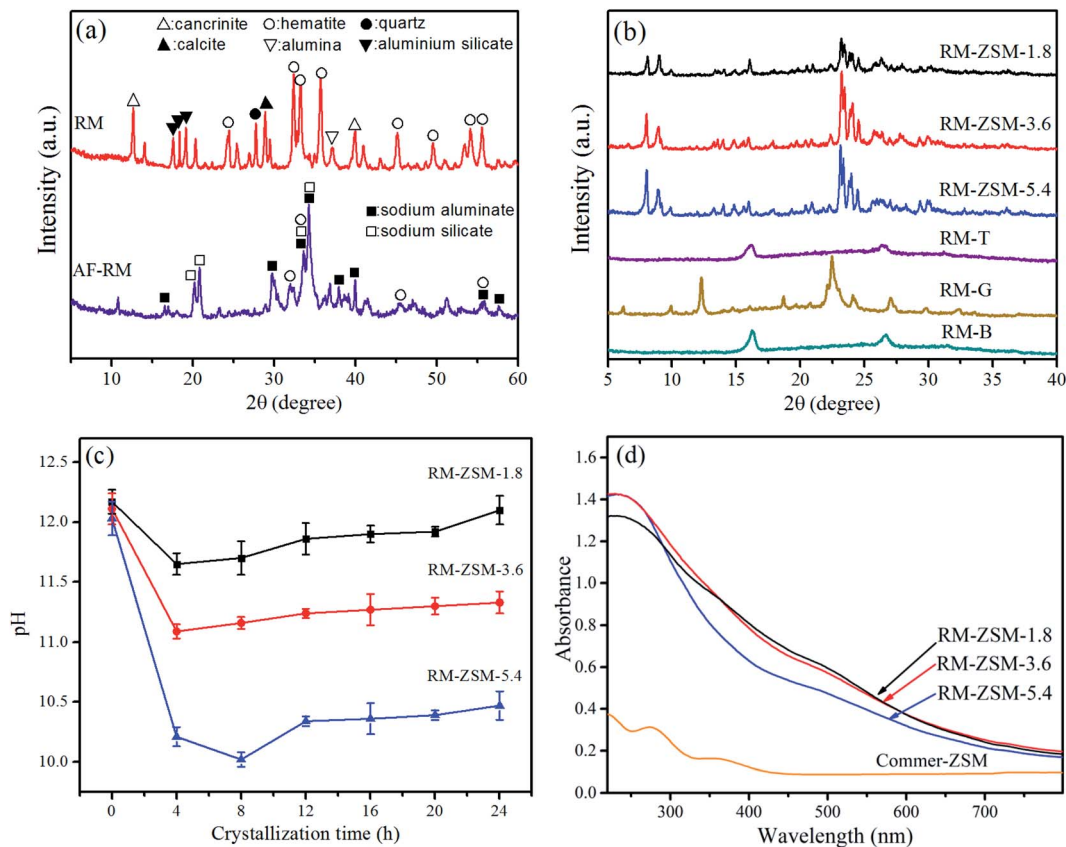 (a)
△:cancrinite ○:hematite ●:quartz
▲:calcite ▽:alumina ▼:aluminium silicate
RM
■:sodium aluminate
□:sodium silicate
AF-RM
Intensity (a.u.)
10 20 30 40 50 60
2θ (degree)
(b)
RM-ZSM-1.8
RM-ZSM-3.6
RM-ZSM-5.4
RM-T
RM-G
RM-B
Intensity (a.u.)
5 10 15 20 25 30 35 40
2θ (degree)
(c)
12.5
12.0
11.5
11.0
10.5
10.0
pH
RM-ZSM-1.8
RM-ZSM-3.6
RM-ZSM-5.4
0 4 8 12 16 20 24
Crystallization time (h)
(d)
1.6
1.4
1.2
1.0
0.8
0.6
0.4
0.2
0.0
Absorbance
RM-ZSM-1.8
RM-ZSM-3.6
RM-ZSM-5.4
Commer-ZSM
300 400 500 600 700
Wavelength (nm)